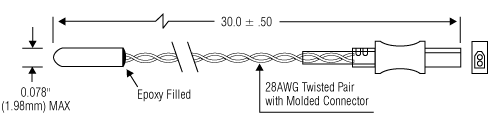 30.0 ± .50
0.078"
(1.98mm) MAX
Epoxy Filled
28AWG Twisted Pair
with Molded Connector